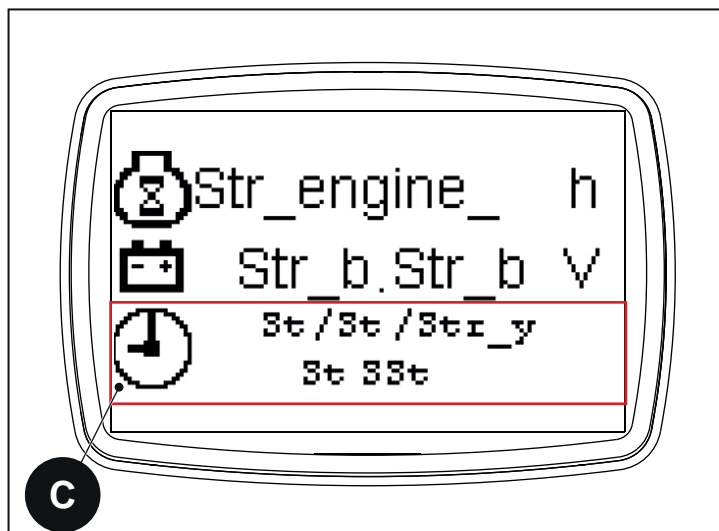 Str_engine_ h
- +
Str_b.Str_b V
St/St/Str_y
St SSt
C